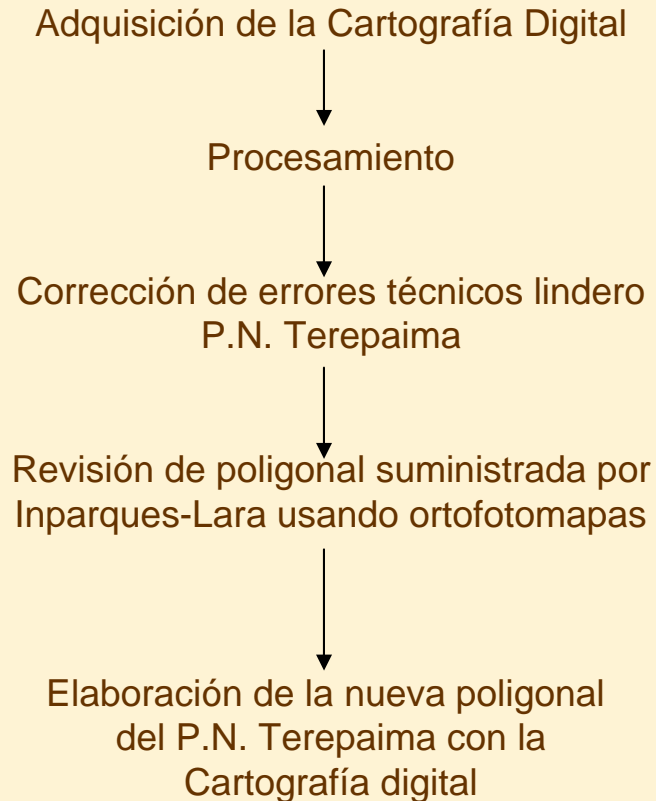 Adquisición de la Cartografía Digital
Procesamiento
Corrección de errores técnicos lindero
P.N. Terepaima
Revisión de poligonal suministrada por
Inparques-Lara usando ortofotomapas
Elaboración de la nueva poligonal
del P.N. Terepaima con la
Cartografía digital